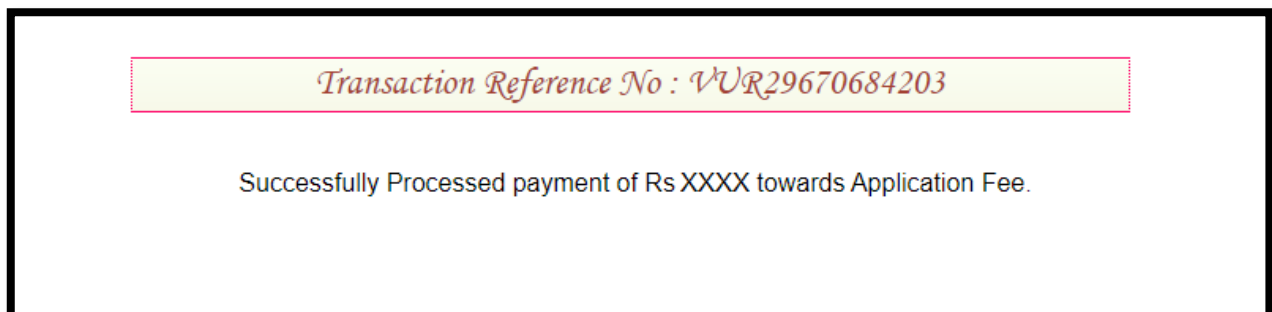 Transaction Reference No : VUR29670684203
Successfully Processed payment of Rs XXXX towards Application Fee.